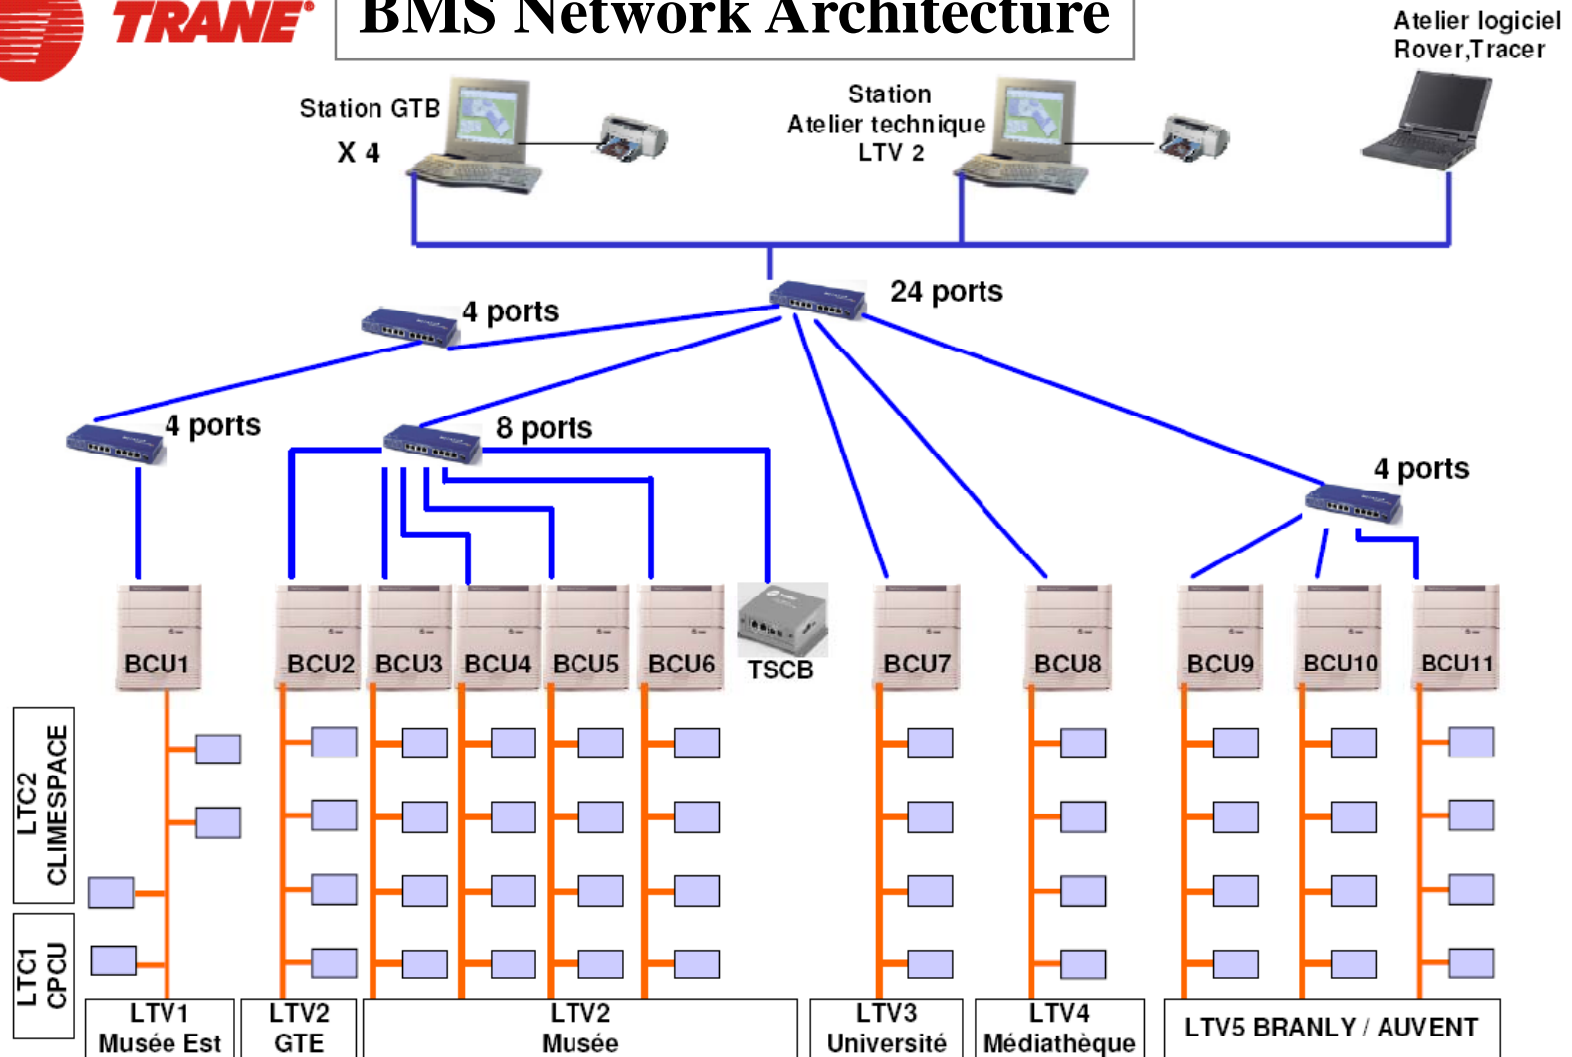 TRANE®
BMS Network Architecture
Atelier logiciel
Rover,Tracer
Station GTB
X 4
Station
Atelier technique
LTV 2
24 ports
4 ports
4 ports
8 ports
4 ports
BCU1
BCU2
BCU3
BCU4
BCU5
BCU6
TSCB
BCU7
BCU8
BCU9
BCU10
BCU11
LTC2
CLIMESPACE
LTC1
CPCU
LTV1
Musée Est
LTV2
GTE
LTV2
Musée
LTV3
Université
LTV4
Médiathèque
LTV5 BRANLY / AUVENT